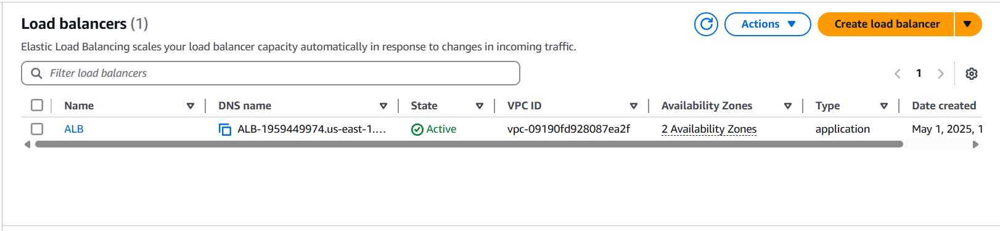 Load balancers (1)
Actions
Create load balancer
Elastic Load Balancing scales your load balancer capacity automatically in response to changes in incoming traffic.
Filter load balancers
1
Name DNS name State VPC ID Availability Zones Type Date created
ALB ALB-1959449974.us-east-1.... Active vpc-09190fd928087ea2f 2 Availability Zones application May 1, 2025, 1